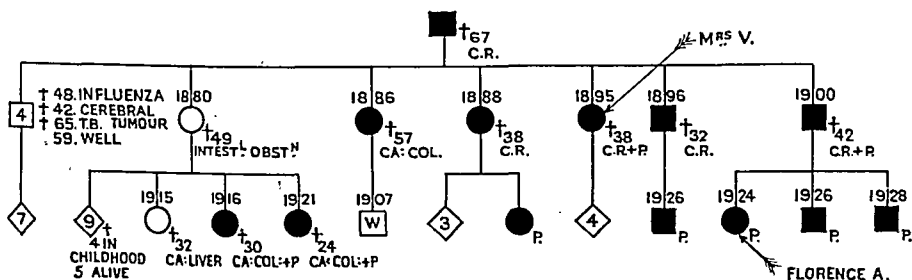 †67
C.R.
MRS V.
4
† 48. INFLUENZA
† 42. CEREBRAL
† 65. T.B. TUMOUR
59. WELL
1880
†49
INTEST.L OBST.N
1886
†57
CA: COL.
1888
†38
C.R.
1895
†38
C.R.+P.
1896
†32
C.R.
1900
†42
C.R.+P.
7
9 †
4 IN
CHILDHOOD
5 ALIVE
1915
†32
CA:LIVER
1916
†30
CA:COL:+P
1921
†24
CA:COL:+P
1907
W
3
P.
4
1926
P.
1924
P.
1926
P.
1928
P.
FLORENCE A.